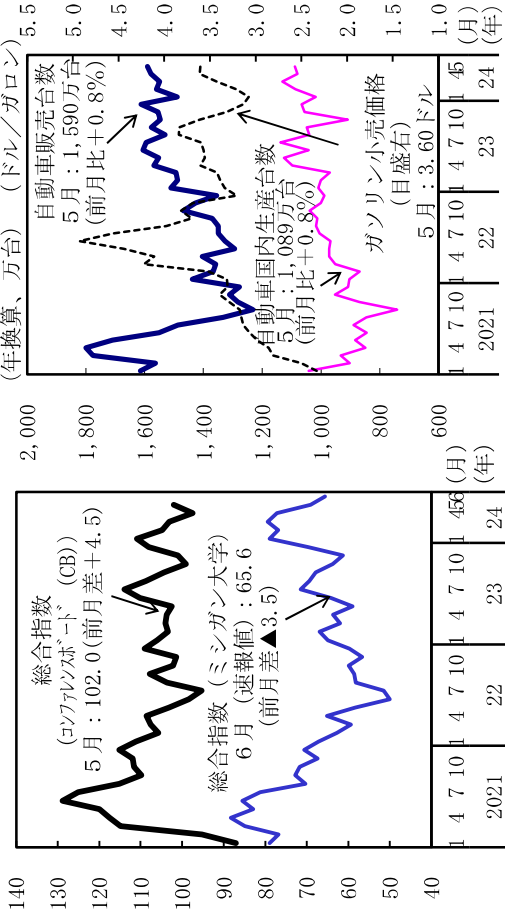 140
130
120
110
100
90
80
70
60
50
40
総合指数
(ｺﾝﾌｧﾚﾝｽﾎﾞｰﾄﾞ (CB))
5月：102.0(前月差＋4.5)
総合指数 (ミシガン大学)
6月 (速報値)：65.6
(前月差▲3.5)
1 4 7 10 1 4 7 10 1 4 7 10 1 456 (月)
2021 22 23 24 (年)
(年換算、万台) (ドル／ガロン)
2,000
1,800
1,600
1,400
1,200
1,000
800
600
5.5
5.0
4.5
4.0
3.5
3.0
2.5
2.0
1.5
1.0
自動車販売台数
5月：1,590万台
(前月比＋0.8%)
自動車国内生産台数
5月：1,089万台
(前月比＋0.8%)
ガソリン小売価格
(目盛右)
5月：3.60ドル
1 4 7 10 1 4 7 10 1 4 7 10 1 45 (月)
2021 22 23 24 (年)